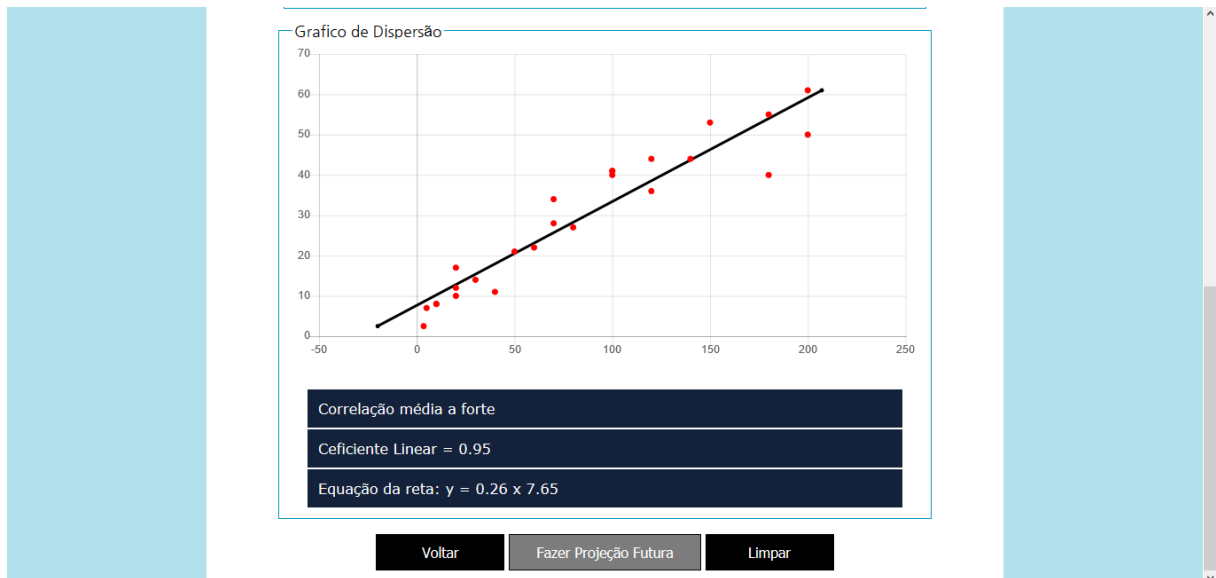 Grafico de Dispersão
70
60
50
40
30
20
10
0
-50 0 50 100 150 200 250
Correlação média a forte
Ceficiente Linear = 0.95
Equação da reta: y = 0.26 x 7.65
Voltar Fazer Projeção Futura Limpar